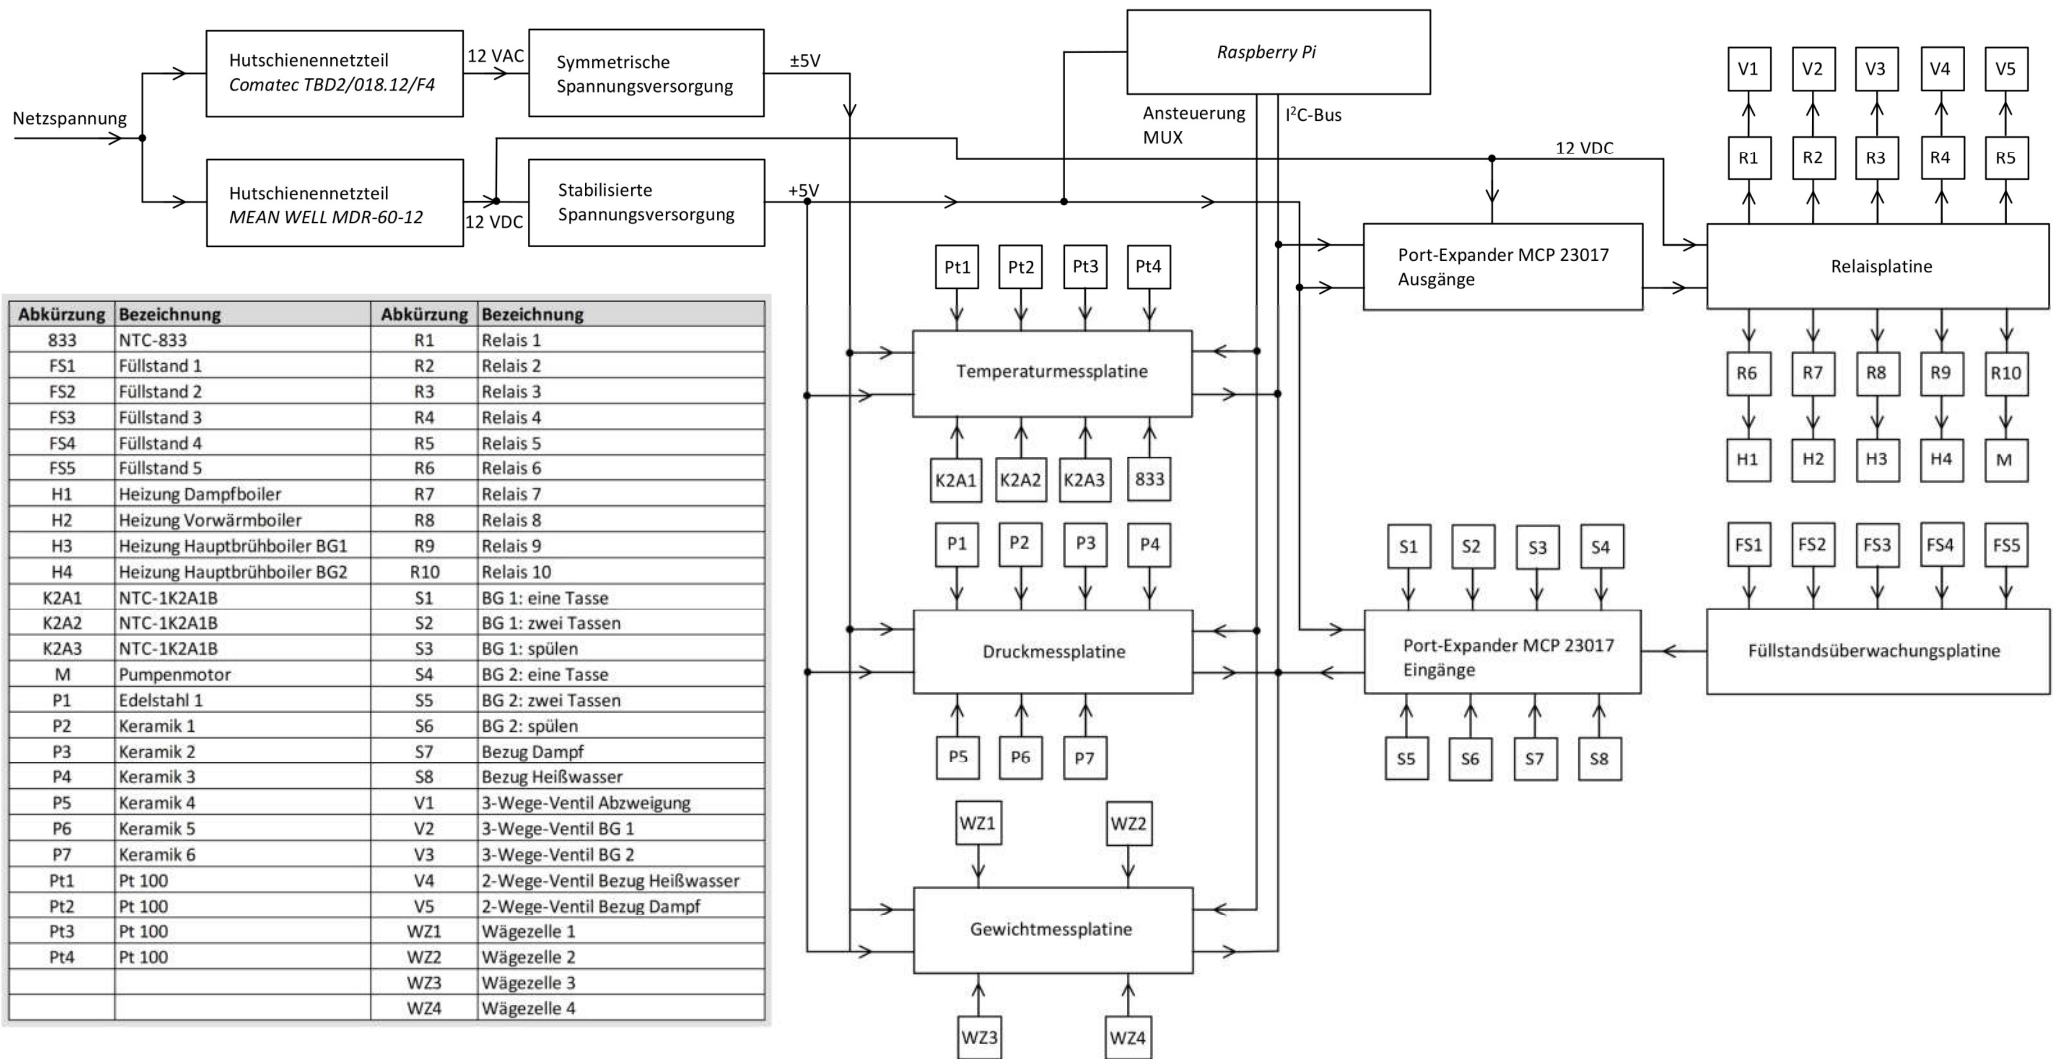 Netzspannung
Hutschienennetzteil
Comatec TBD2/018.12/F4
12 VAC
Symmetrische
Spannungsversorgung
±5V
Hutschienennetzteil
MEAN WELL MDR-60-12
12 VDC
Stabilisierte
Spannungsversorgung
+5V
Raspberry Pi
Ansteuerung
MUX
I²C-Bus
12 VDC
Port-Expander MCP 23017
Ausgänge
V1 V2 V3 V4 V5
R1 R2 R3 R4 R5
Relaisplatine
R6 R7 R8 R9 R10
H1 H2 H3 H4 M
Pt1 Pt2 Pt3 Pt4
Temperaturmessplatine
K2A1 K2A2 K2A3 833
P1 P2 P3 P4
Druckmessplatine
P5 P6 P7
WZ1 WZ2
Gewichtmessplatine
WZ3 WZ4
S1 S2 S3 S4
Port-Expander MCP 23017
Eingänge
S5 S6 S7 S8
FS1 FS2 FS3 FS4 FS5
Füllstandsüberwachungsplatine
Abkürzung Bezeichnung Abkürzung Bezeichnung
833 NTC-833 R1 Relais 1
FS1 Füllstand 1 R2 Relais 2
FS2 Füllstand 2 R3 Relais 3
FS3 Füllstand 3 R4 Relais 4
FS4 Füllstand 4 R5 Relais 5
FS5 Füllstand 5 R6 Relais 6
H1 Heizung Dampfboiler R7 Relais 7
H2 Heizung Vorwärmboiler R8 Relais 8
H3 Heizung Hauptbrühboiler BG1 R9 Relais 9
H4 Heizung Hauptbrühboiler BG2 R10 Relais 10
K2A1 NTC-1K2A1B S1 BG 1: eine Tasse
K2A2 NTC-1K2A1B S2 BG 1: zwei Tassen
K2A3 NTC-1K2A1B S3 BG 1: spülen
M Pumpenmotor S4 BG 2: eine Tasse
P1 Edelstahl 1 S5 BG 2: zwei Tassen
P2 Keramik 1 S6 BG 2: spülen
P3 Keramik 2 S7 Bezug Dampf
P4 Keramik 3 S8 Bezug Heißwasser
P5 Keramik 4 V1 3-Wege-Ventil Abzweigung
P6 Keramik 5 V2 3-Wege-Ventil BG 1
P7 Keramik 6 V3 3-Wege-Ventil BG 2
Pt1 Pt 100 V4 2-Wege-Ventil Bezug Heißwasser
Pt2 Pt 100 V5 2-Wege-Ventil Bezug Dampf
Pt3 Pt 100 WZ1 Wägezelle 1
Pt4 Pt 100 WZ2 Wägezelle 2
WZ3 Wägezelle 3
WZ4 Wägezelle 4